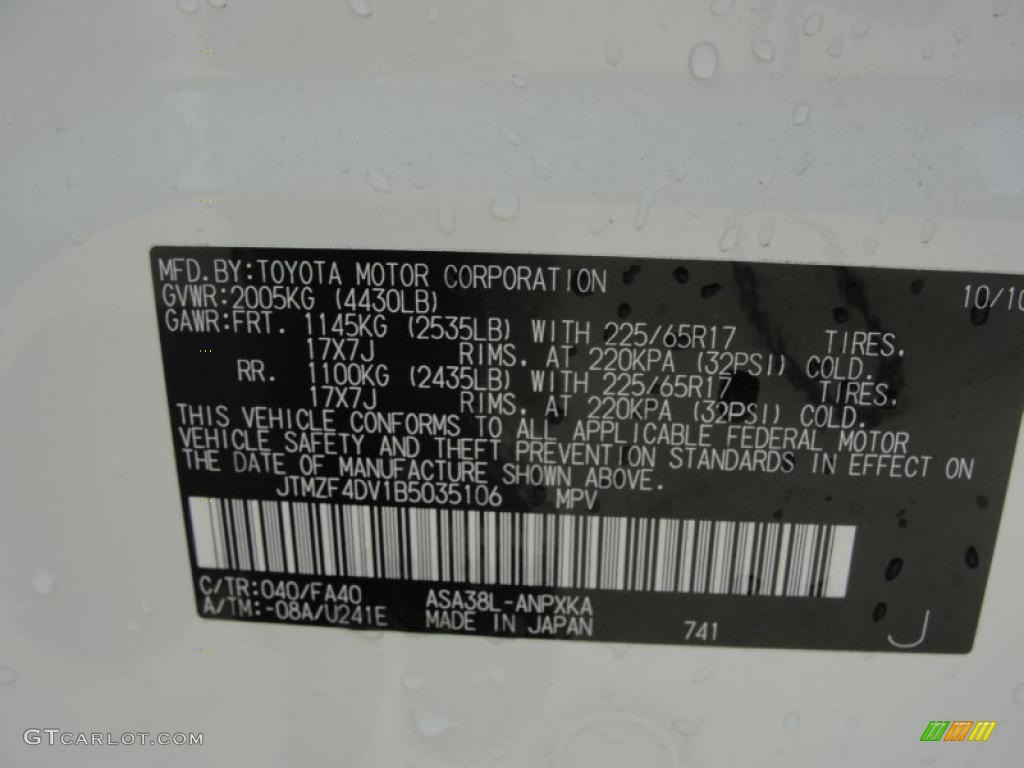 MFD.BY:TOYOTA MOTOR CORPORATION 10/10
GVWR:2005KG (4430LB)
GAWR:FRT. 1145KG (2535LB) WITH 225/65R17 TIRES.
17X7J RIMS. AT 220KPA (32PSI) COLD.
RR. 1100KG (2435LB) WITH 225/65R17 TIRES.
17X7J RIMS. AT 220KPA (32PSI) COLD.
THIS VEHICLE CONFORMS TO ALL APPLICABLE FEDERAL MOTOR
VEHICLE SAFETY AND THEFT PREVENTION STANDARDS IN EFFECT ON
THE DATE OF MANUFACTURE SHOWN ABOVE.
JTMZF4DV1B5035106 MPV
C/TR:040/FA40 ASA38L-ANPXKA
A/TM:-08A/U241E MADE IN JAPAN 741 J
GTCARLOT.COM